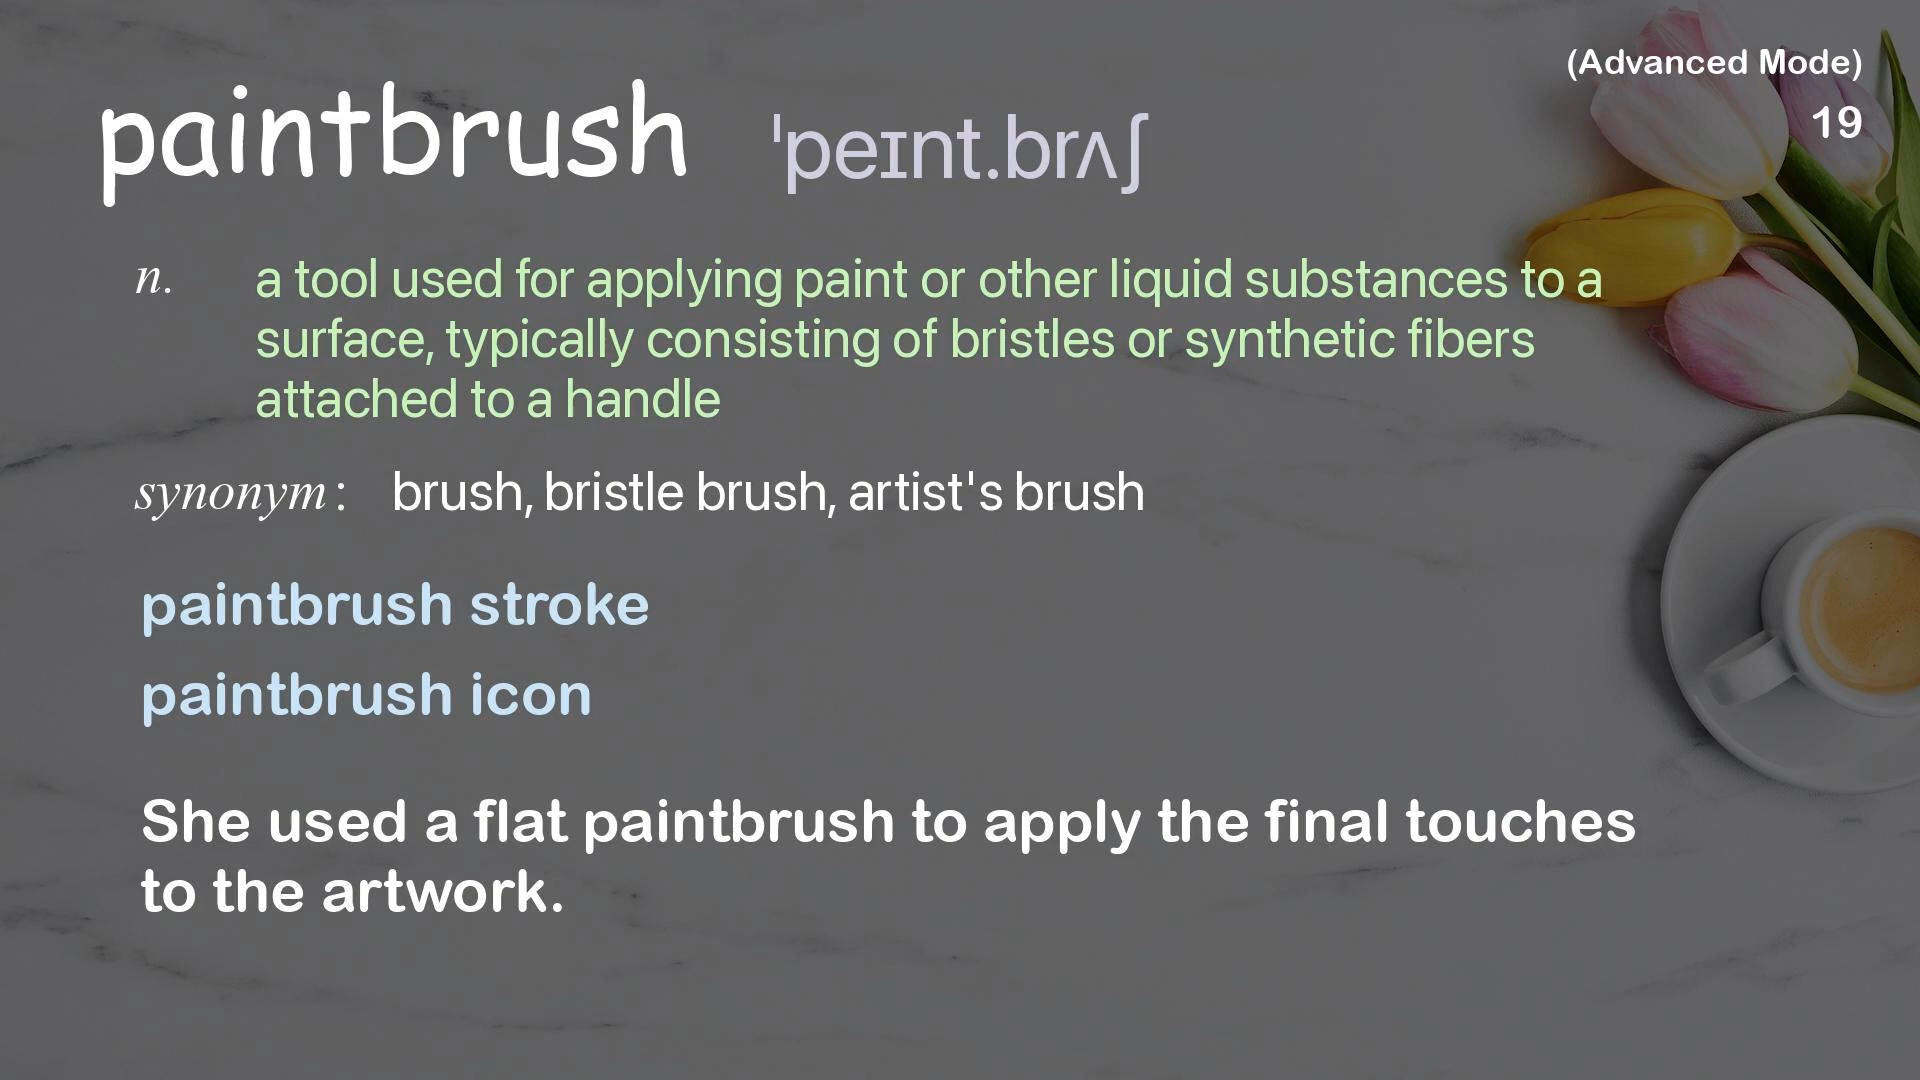 (Advanced Mode)
paintbrush ˈpeɪnt.brʌʃ
19
n. a tool used for applying paint or other liquid substances to a
surface, typically consisting of bristles or synthetic fibers
attached to a handle
synonym: brush, bristle brush, artist's brush
paintbrush stroke
paintbrush icon
She used a flat paintbrush to apply the final touches
to the artwork.